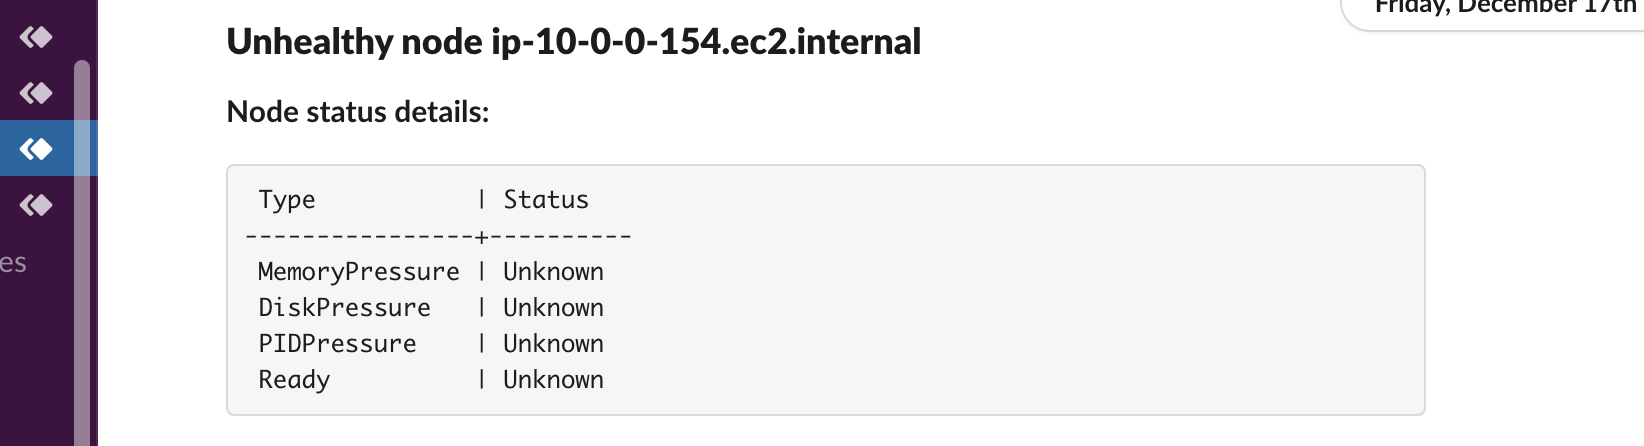 Friday, December 17th
Unhealthy node ip-10-0-0-154.ec2.internal
Node status details:
Type | Status
----------------+----------
MemoryPressure | Unknown
DiskPressure | Unknown
PIDPressure | Unknown
Ready | Unknown
es